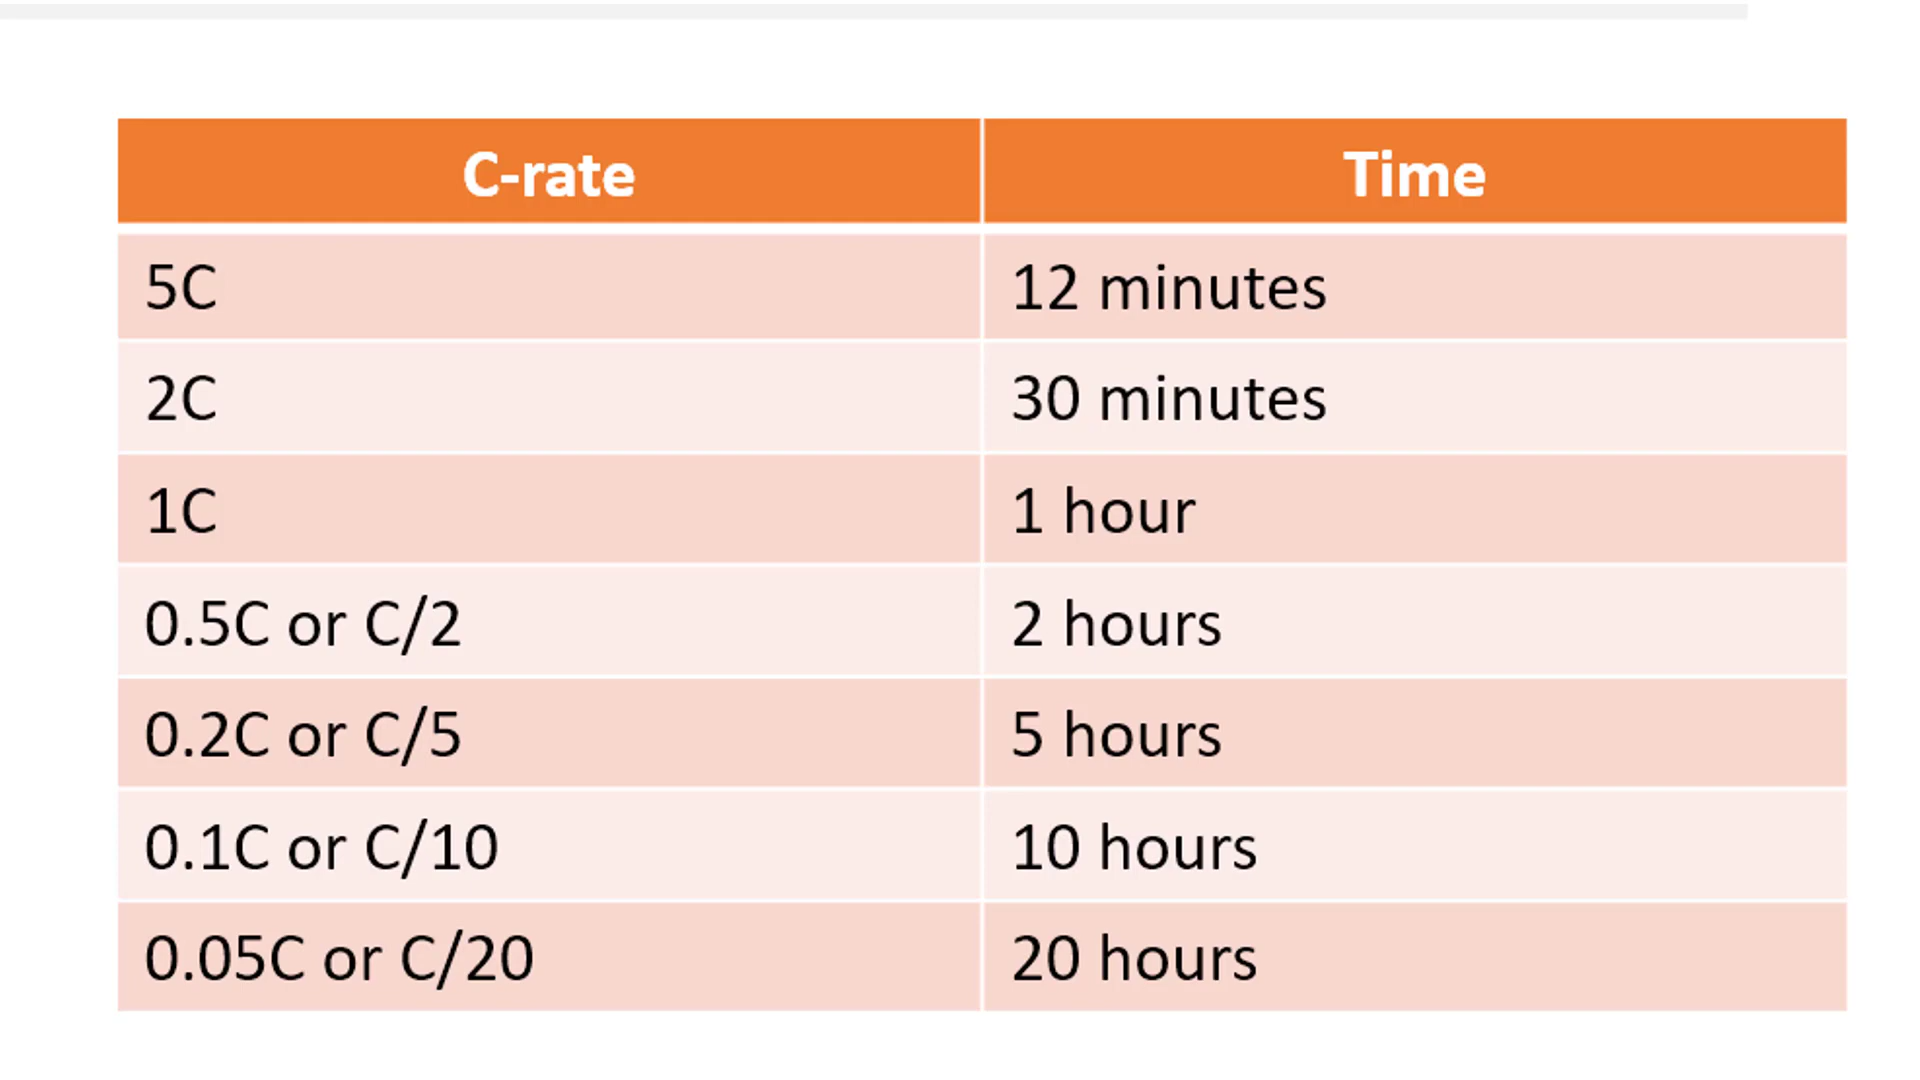 C-rate Time
5C 12 minutes
2C 30 minutes
1C 1 hour
0.5C or C/2 2 hours
0.2C or C/5 5 hours
0.1C or C/10 10 hours
0.05C or C/20 20 hours